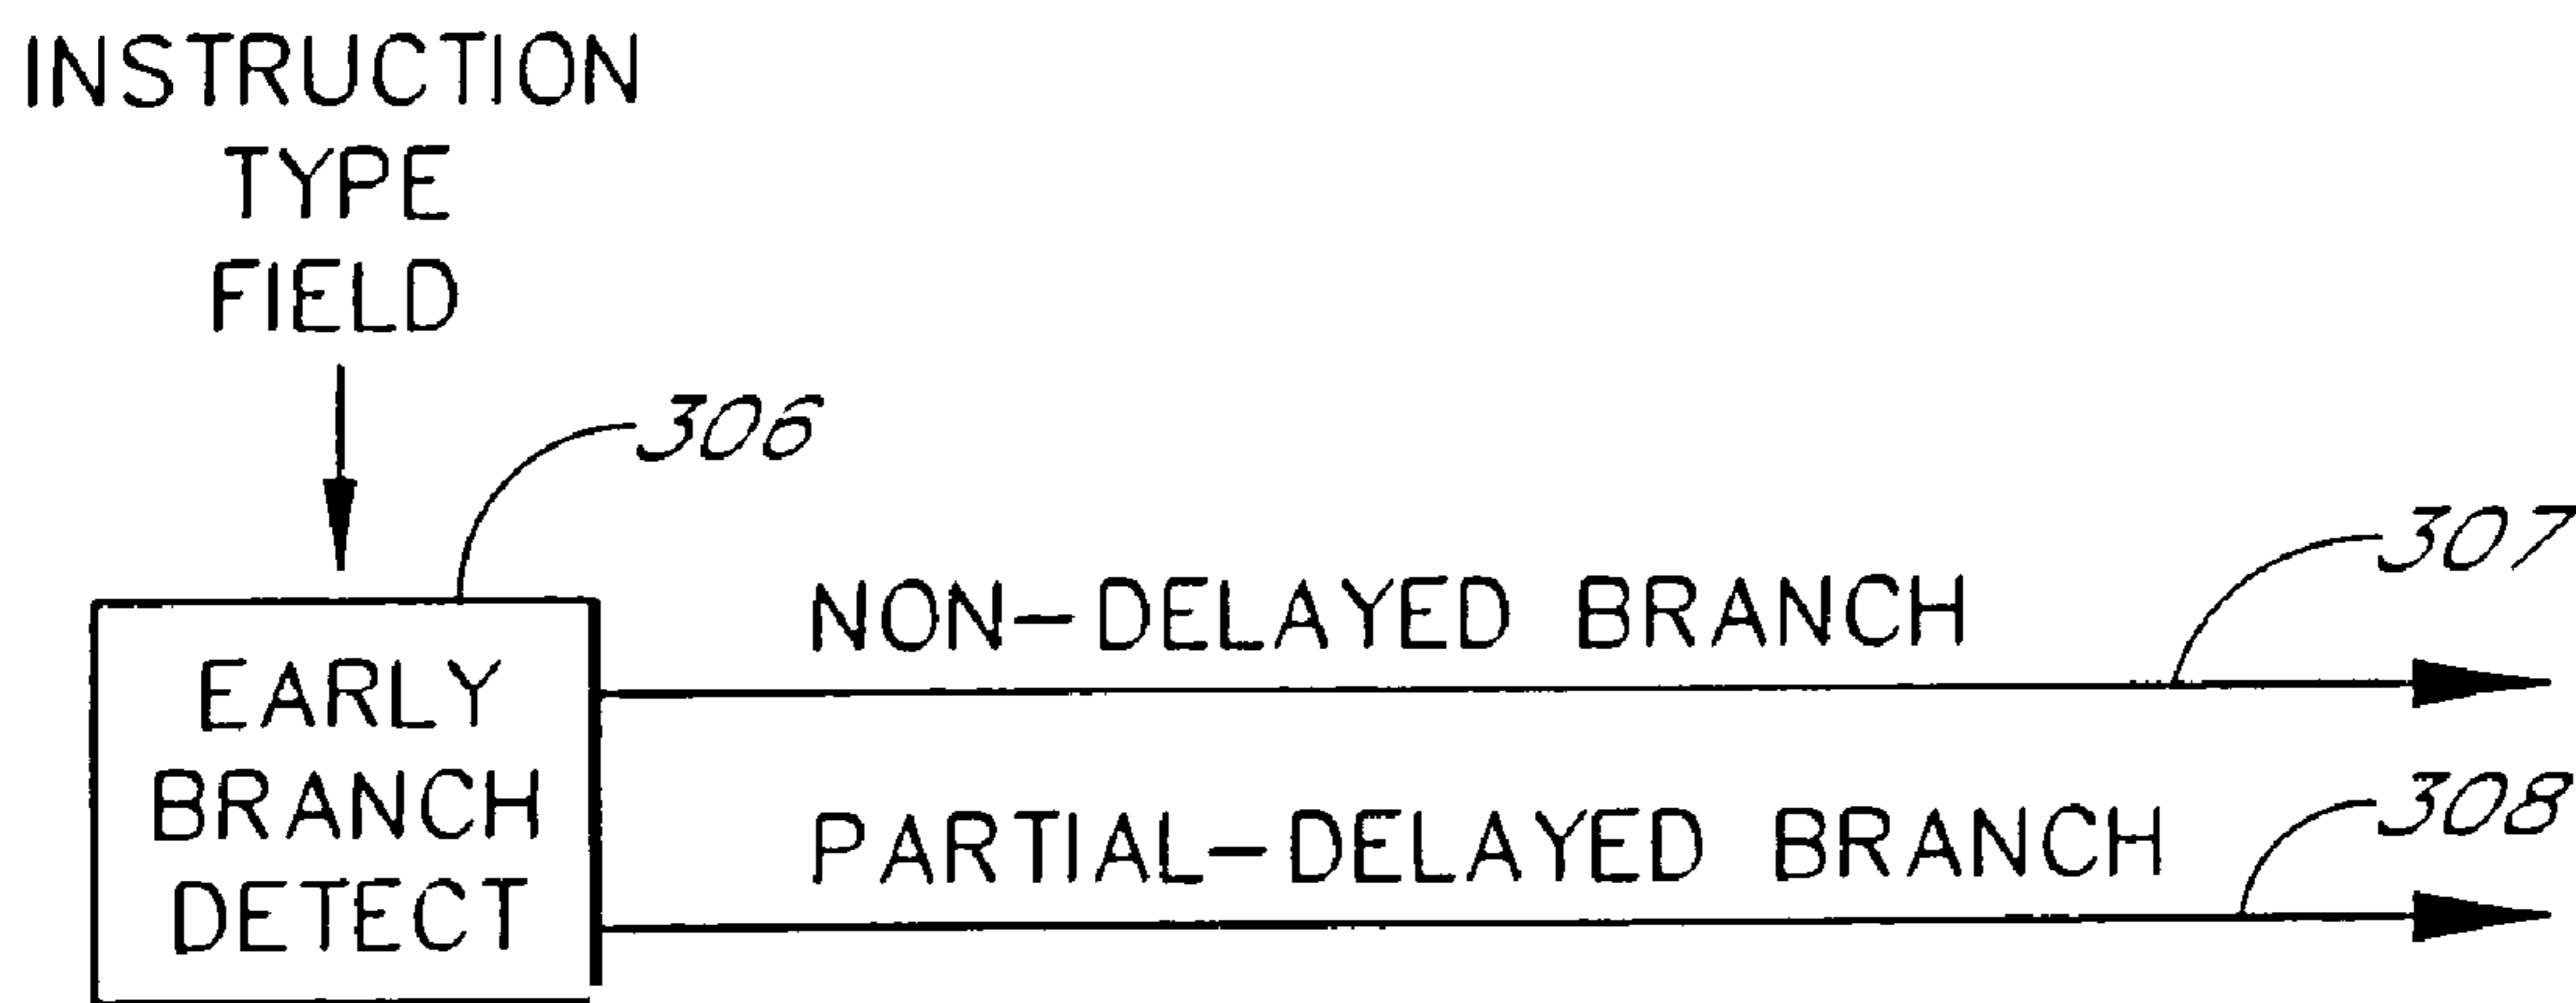 INSTRUCTION
TYPE
FIELD
306
307
NON-DELAYED BRANCH
EARLY
BRANCH
DETECT
308
PARTIAL-DELAYED BRANCH